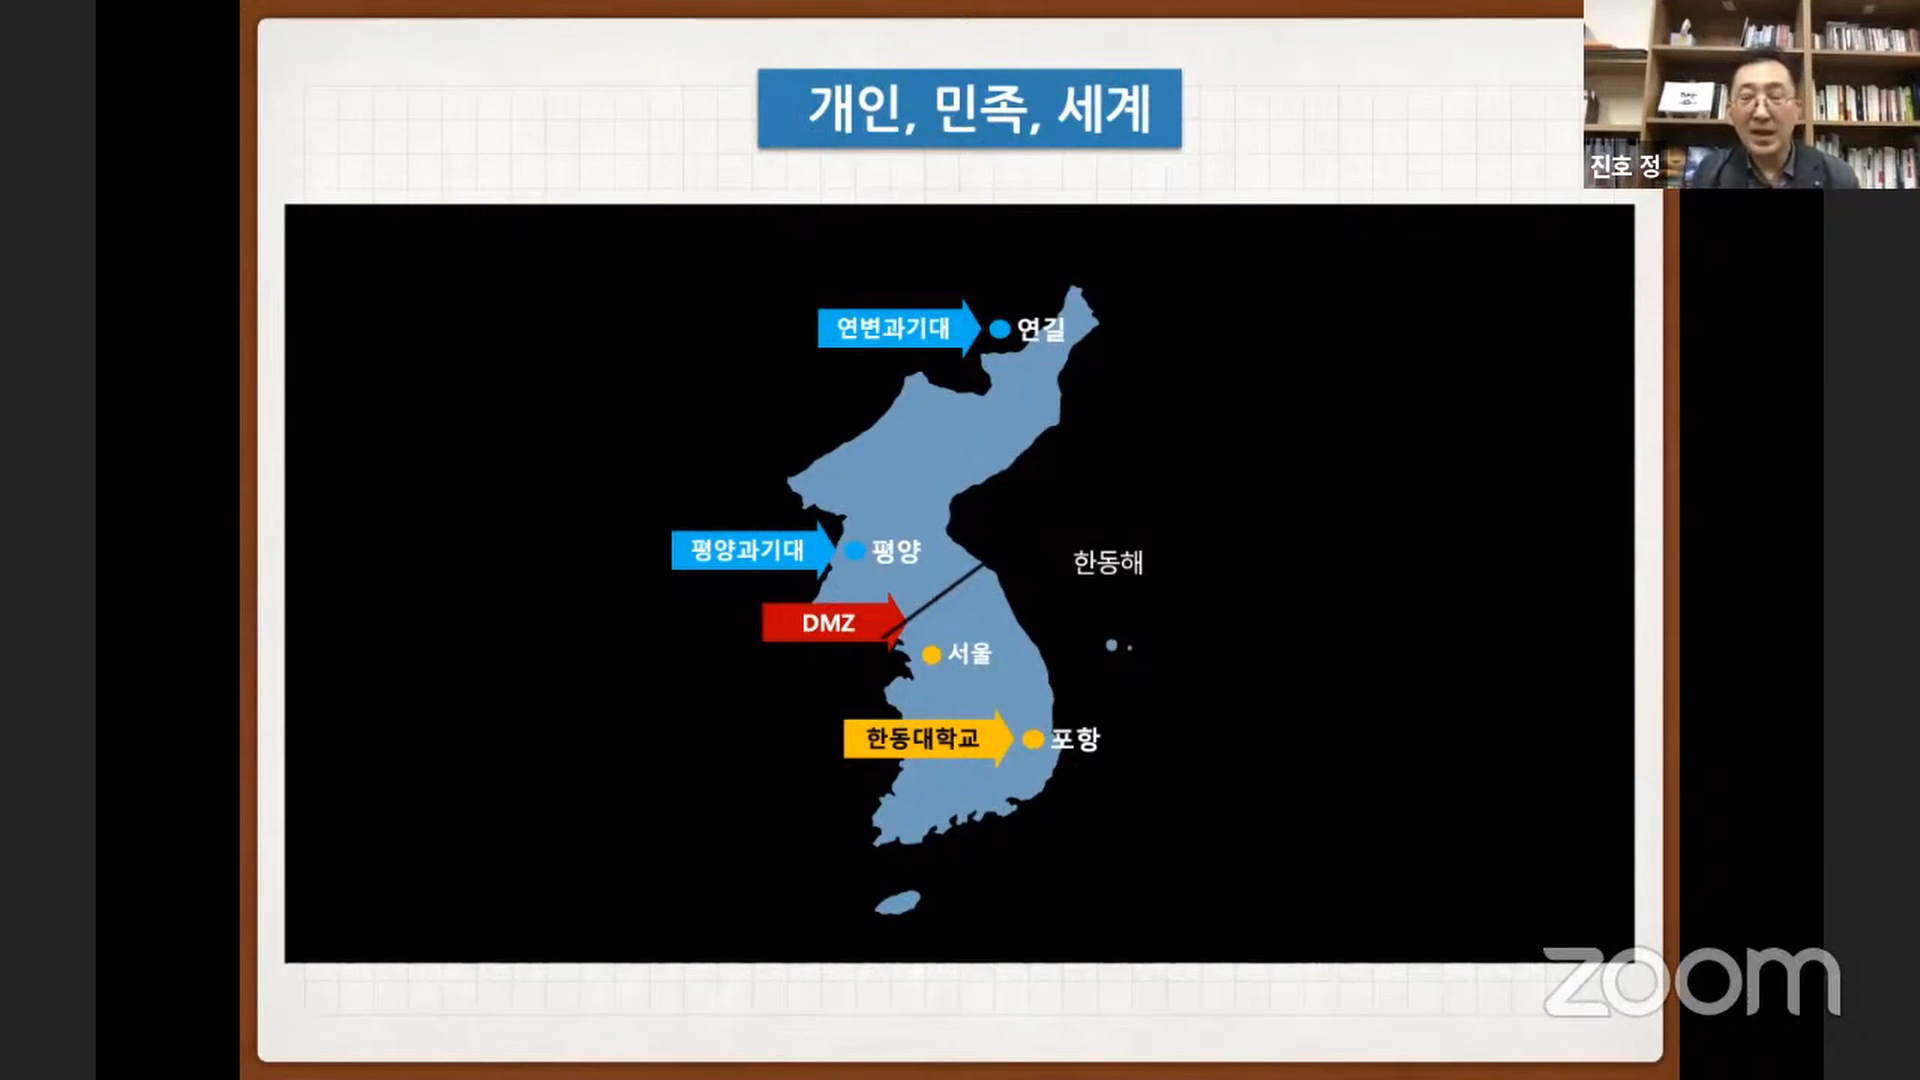 개인, 민족, 세계
진호 정
연변과기대
연길
평양과기대
평양
한동해
DMZ
서울
한동대학교
포항
zoom